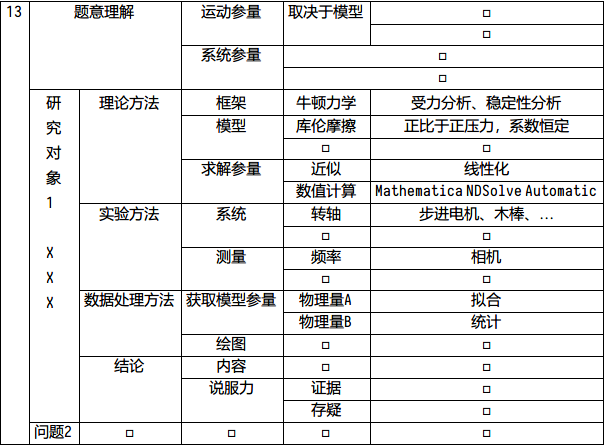 13 题意理解 运动参量 取决于模型 □
□
系统参量 □
□
研究对象1 XXX 理论方法 框架 牛顿力学 受力分析、稳定性分析
模型 库伦摩擦 正比于正压力，系数恒定
□ □
求解参量 近似 线性化
数值计算 Mathematica NDSolve Automatic
实验方法 系统 转轴 步进电机、木棒、…
□ □
测量 频率 相机
□ □
数据处理方法 获取模型参量 物理量A 拟合
物理量B 统计
绘图 □ □
结论 内容 □ □
说服力 证据 □
存疑 □
问题2 □ □ □ □